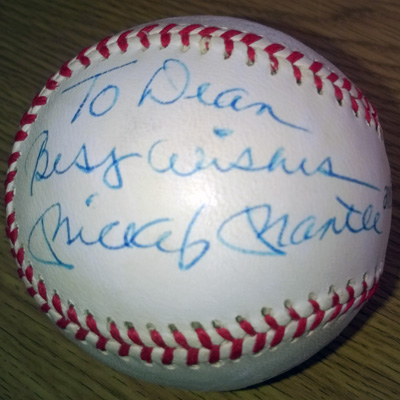 To Dean
Best Wishes
Mickey Mantle